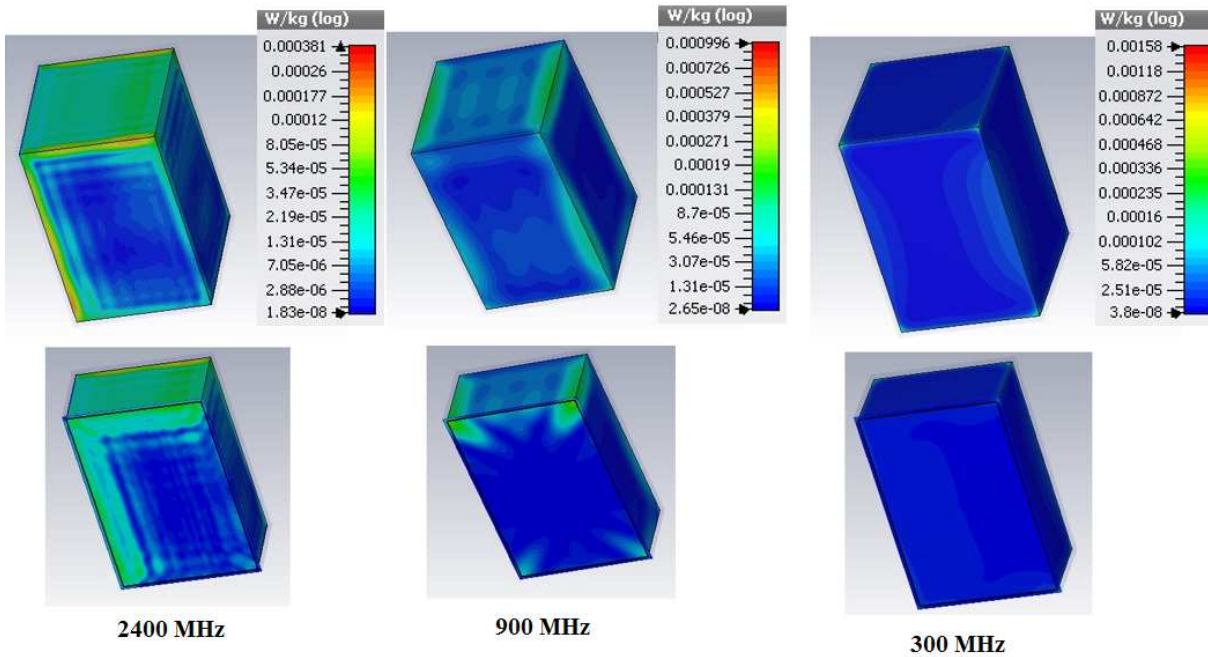 W/kg (log)
0.000381
0.00026
0.000177
0.00012
8.05e-05
5.34e-05
3.47e-05
2.19e-05
1.31e-05
7.05e-06
2.88e-06
1.83e-08
W/kg (log)
0.000996
0.000726
0.000527
0.000379
0.000271
0.00019
0.000131
8.7e-05
5.46e-05
3.07e-05
1.31e-05
2.65e-08
W/kg (log)
0.00158
0.00118
0.000872
0.000642
0.000468
0.000336
0.000235
0.00016
0.000102
5.82e-05
2.51e-05
3.8e-08
2400 MHz
900 MHz
300 MHz